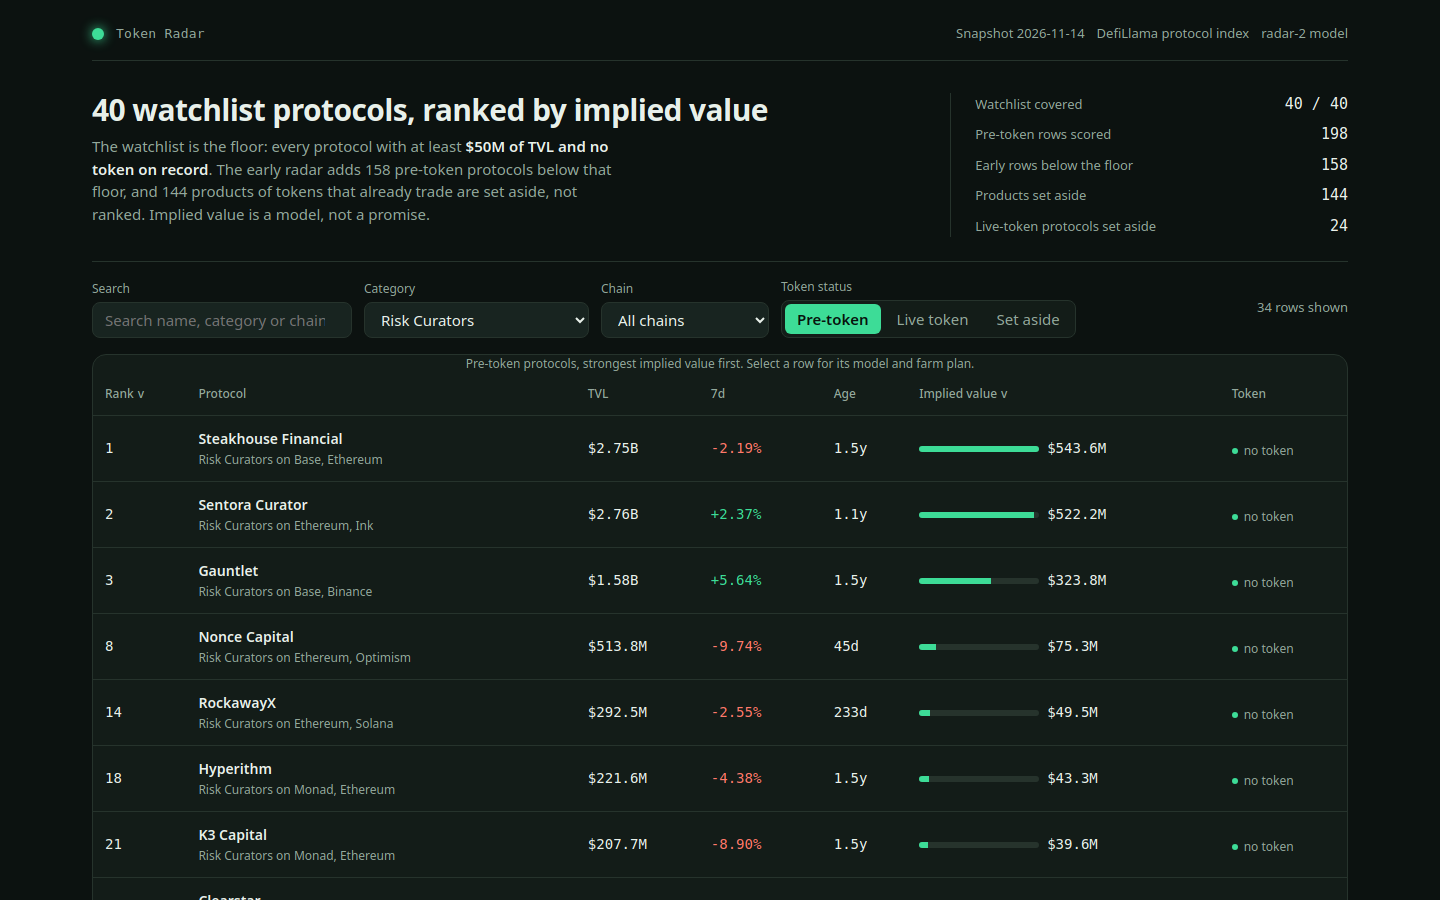 Token Radar
Snapshot 2026-11-14 DefiLlama protocol index radar-2 model
40 watchlist protocols, ranked by implied value
The watchlist is the floor: every protocol with at least $50M of TVL and no
token on record. The early radar adds 158 pre-token protocols below that
floor, and 144 products of tokens that already trade are set aside, not
ranked. Implied value is a model, not a promise.
Watchlist covered 40 / 40
Pre-token rows scored 198
Early rows below the floor 158
Products set aside 144
Live-token protocols set aside 24
Search Category Chain Token status
Search name, category or chain Risk Curators All chains Pre-token Live token Set aside 34 rows shown
Pre-token protocols, strongest implied value first. Select a row for its model and farm plan.
Rank v Protocol TVL 7d Age Implied value v Token
1 Steakhouse Financial $2.75B -2.19% 1.5y $543.6M no token
Risk Curators on Base, Ethereum
2 Sentora Curator $2.76B +2.37% 1.1y $522.2M no token
Risk Curators on Ethereum, Ink
3 Gauntlet $1.58B +5.64% 1.5y $323.8M no token
Risk Curators on Base, Binance
8 Nonce Capital $513.8M -9.74% 45d $75.3M no token
Risk Curators on Ethereum, Optimism
14 RockawayX $292.5M -2.55% 233d $49.5M no token
Risk Curators on Ethereum, Solana
18 Hyperithm $221.6M -4.38% 1.5y $43.3M no token
Risk Curators on Monad, Ethereum
21 K3 Capital $207.7M -8.90% 1.5y $39.6M no token
Risk Curators on Monad, Ethereum